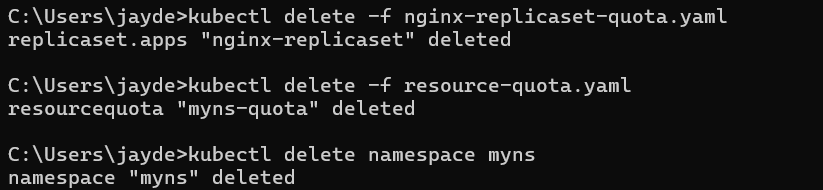 C:\Users\jayde>kubectl delete -f nginx-replicaset-quota.yaml
replicaset.apps "nginx-replicaset" deleted
C:\Users\jayde>kubectl delete -f resource-quota.yaml
resourcequota "myns-quota" deleted
C:\Users\jayde>kubectl delete namespace myns
namespace "myns" deleted